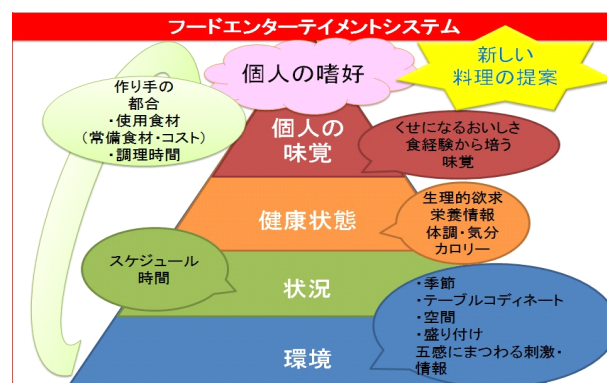 フードエンターテイメントシステム
個人の嗜好
新しい
料理の提案
作り手の
都合
・使用食材
(常備食材・コスト)
・調理時間
個人の
味覚
くせになるおいしさ
食経験から培う
味覚
健康状態
生理的欲求
栄養情報
体調・気分
カロリー
スケジュール
時間
状況
・季節
・テーブルコディネート
・空間
・盛り付け
五感にまつわる刺激・
情報
環境